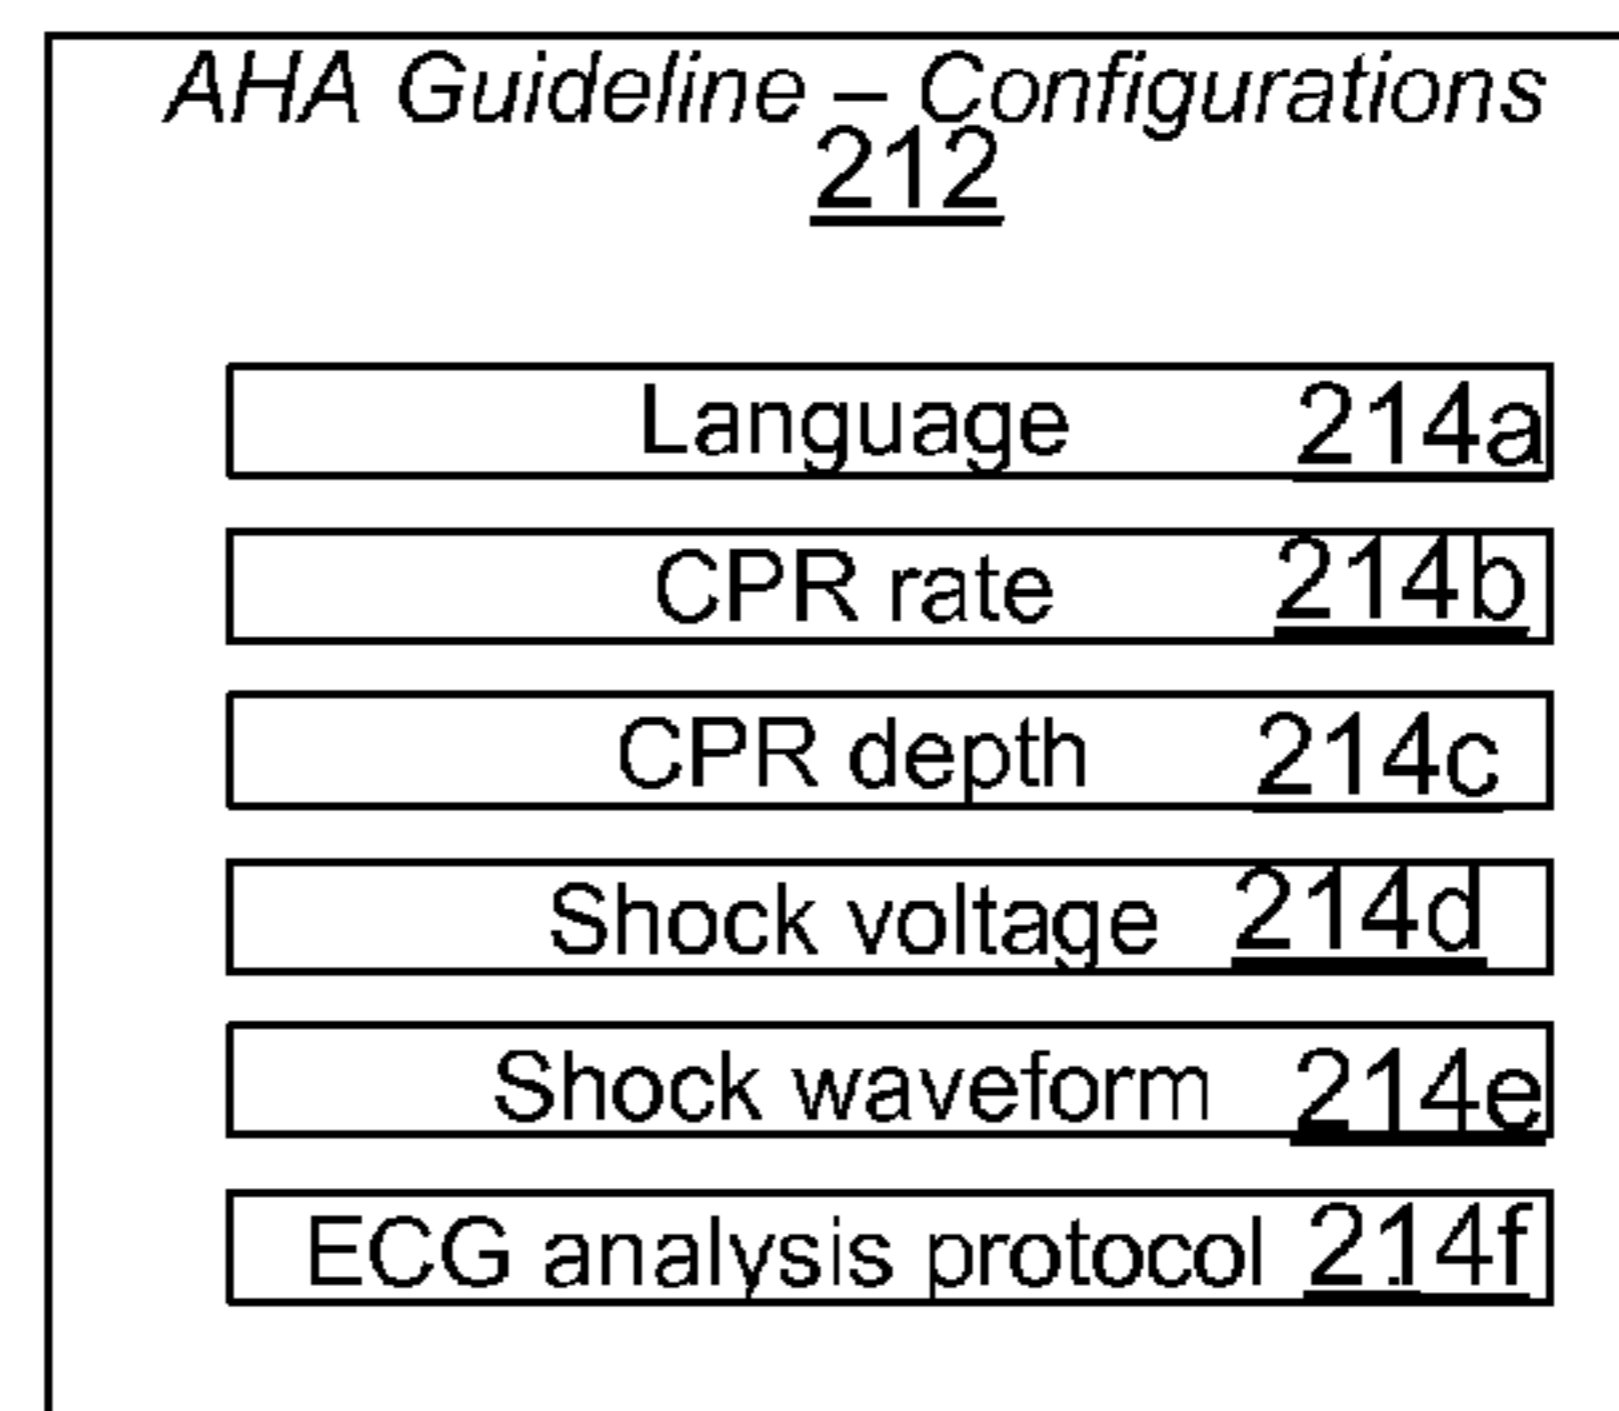 AHA Guideline – Configurations
212
Language 214a
CPR rate 214b
CPR depth 214c
Shock voltage 214d
Shock waveform 214e
ECG analysis protocol 214f